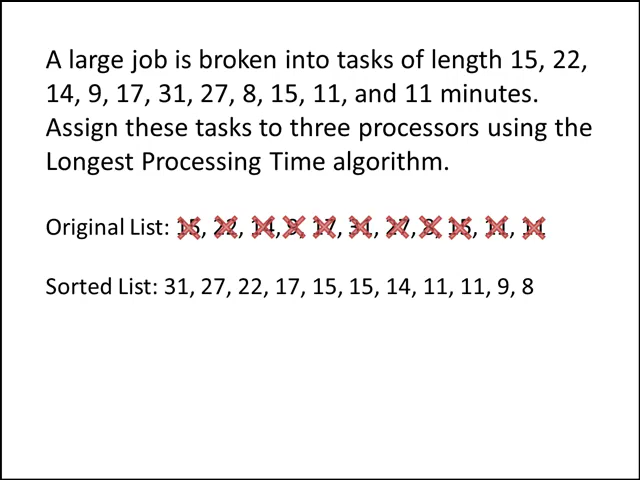 A large job is broken into tasks of length 15, 22,
14, 9, 17, 31, 27, 8, 15, 11, and 11 minutes.
Assign these tasks to three processors using the
Longest Processing Time algorithm.
Original List: 15, 22, 14, 9, 17, 31, 27, 8, 15, 11, 11
Sorted List: 31, 27, 22, 17, 15, 15, 14, 11, 11, 9, 8